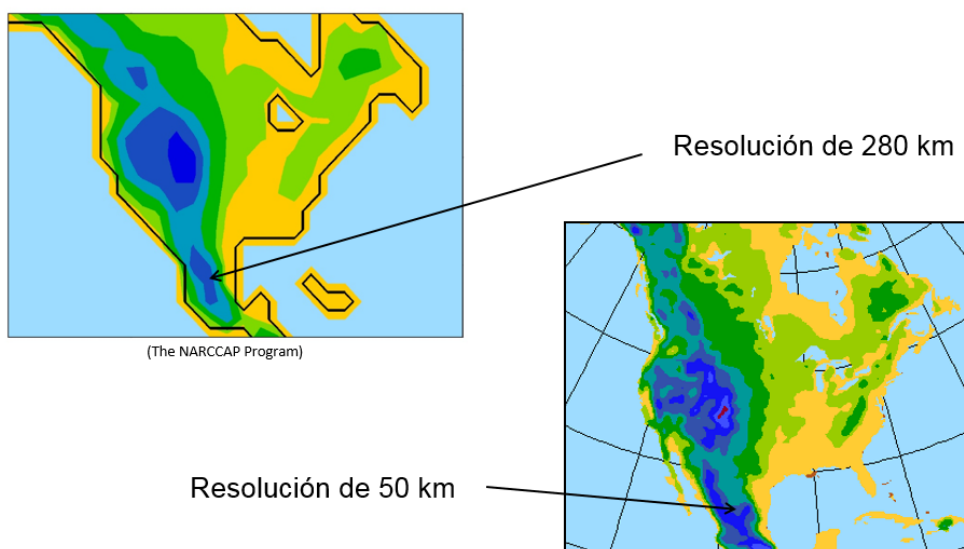 Resolución de 280 km
(The NARCCAP Program)
Resolución de 50 km